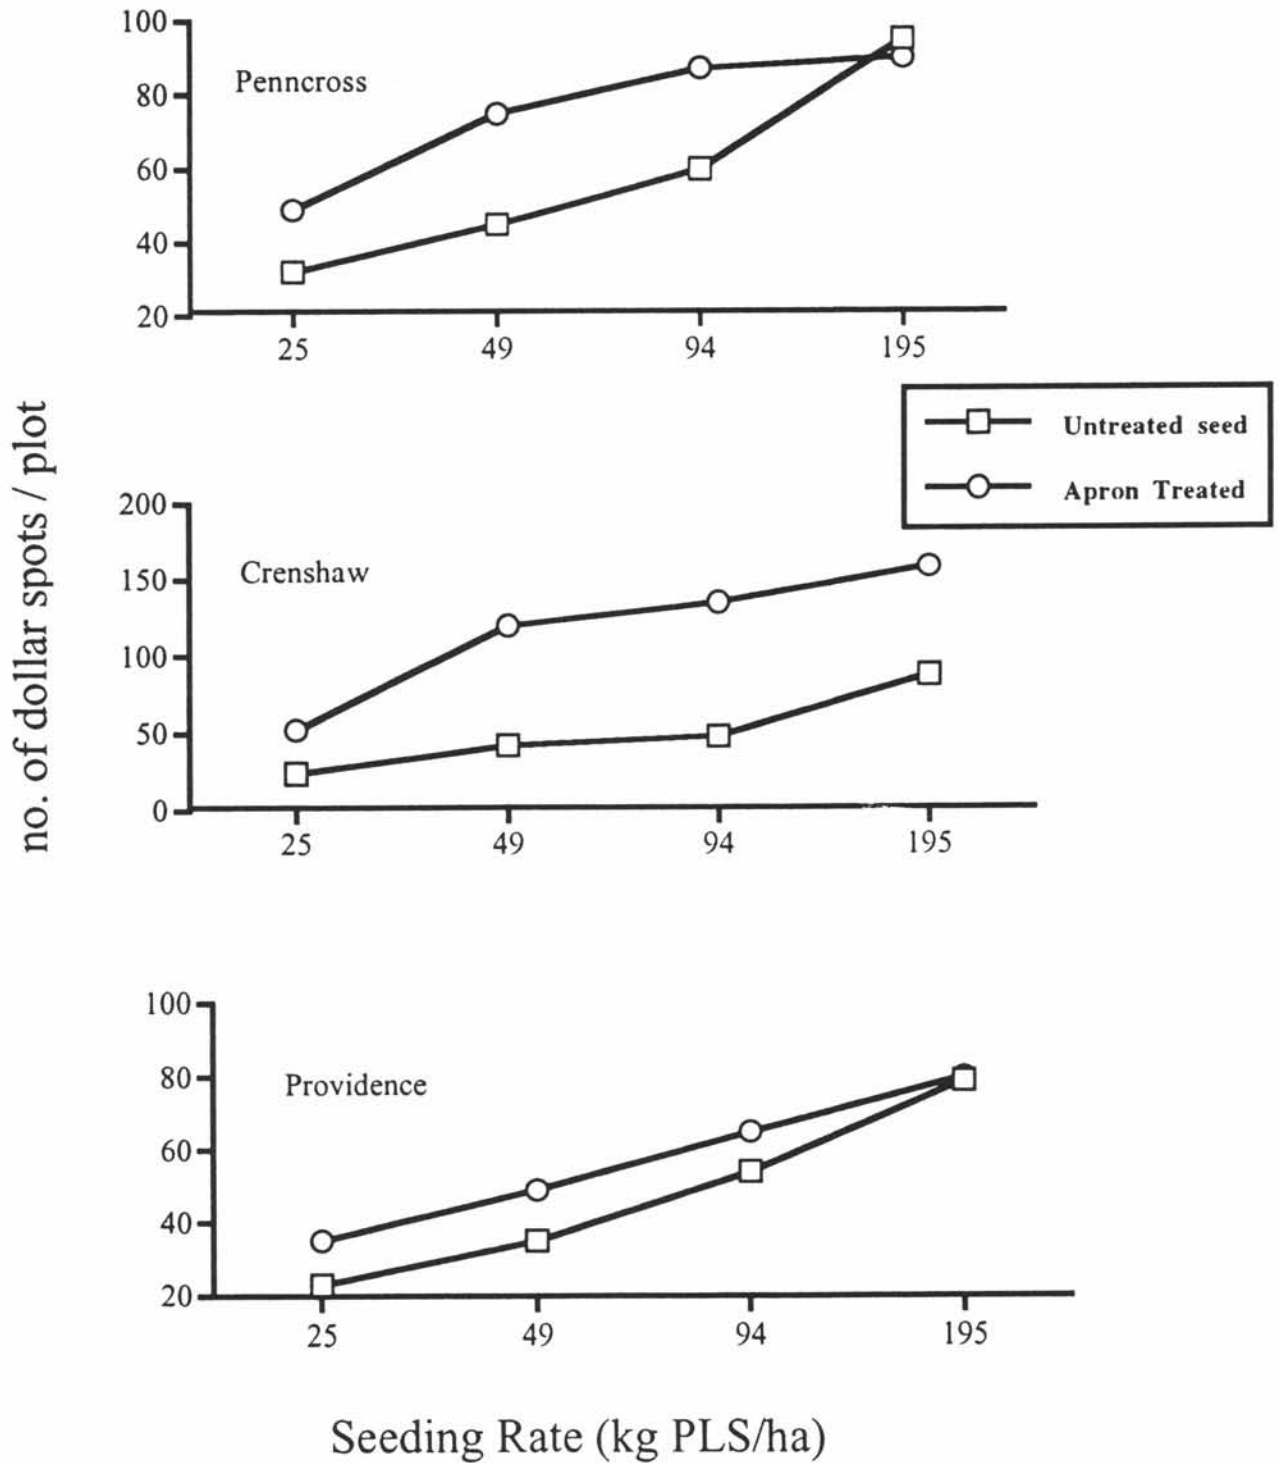 100
Penncross
80
60
40
20
25 49 94 195
Untreated seed
Apron Treated
no. of dollar spots / plot
200
Crenshaw
150
100
50
0
25 49 94 195
100
Providence
80
60
40
20
25 49 94 195
Seeding Rate (kg PLS/ha)